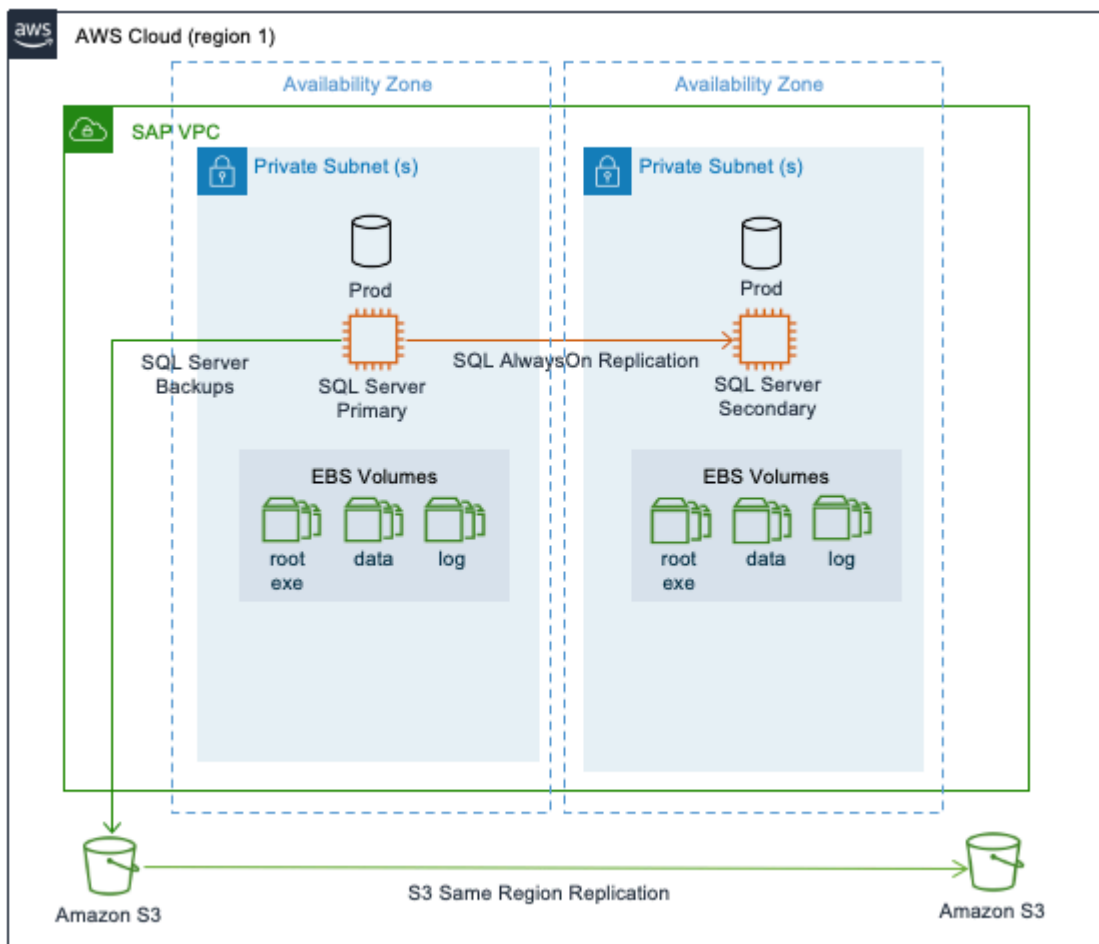 aws
AWS Cloud (region 1)
Availability Zone
Availability Zone
SAP VPC
Private Subnet (s)
Private Subnet (s)
Prod
Prod
SQL Server
Backups
SQL AlwaysOn Replication
SQL Server
Primary
SQL Server
Secondary
EBS Volumes
EBS Volumes
root
exe
data
log
root
exe
data
log
Amazon S3
S3 Same Region Replication
Amazon S3